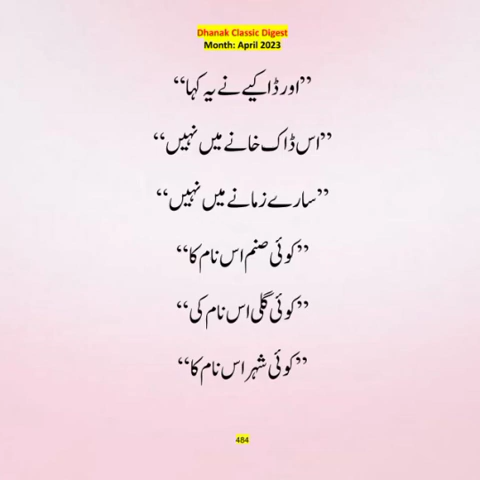 Dhanak Classic Digest
Month: April 2023
”اور ڈاکیے نے یہ کہا“
”اس ڈاک خانے میں نہیں“
”سارے زمانے میں نہیں“
”کوئی صنم اس نام کا“
”کوئی گلی اس نام کی“
”کوئی شہر اس نام کا“
484